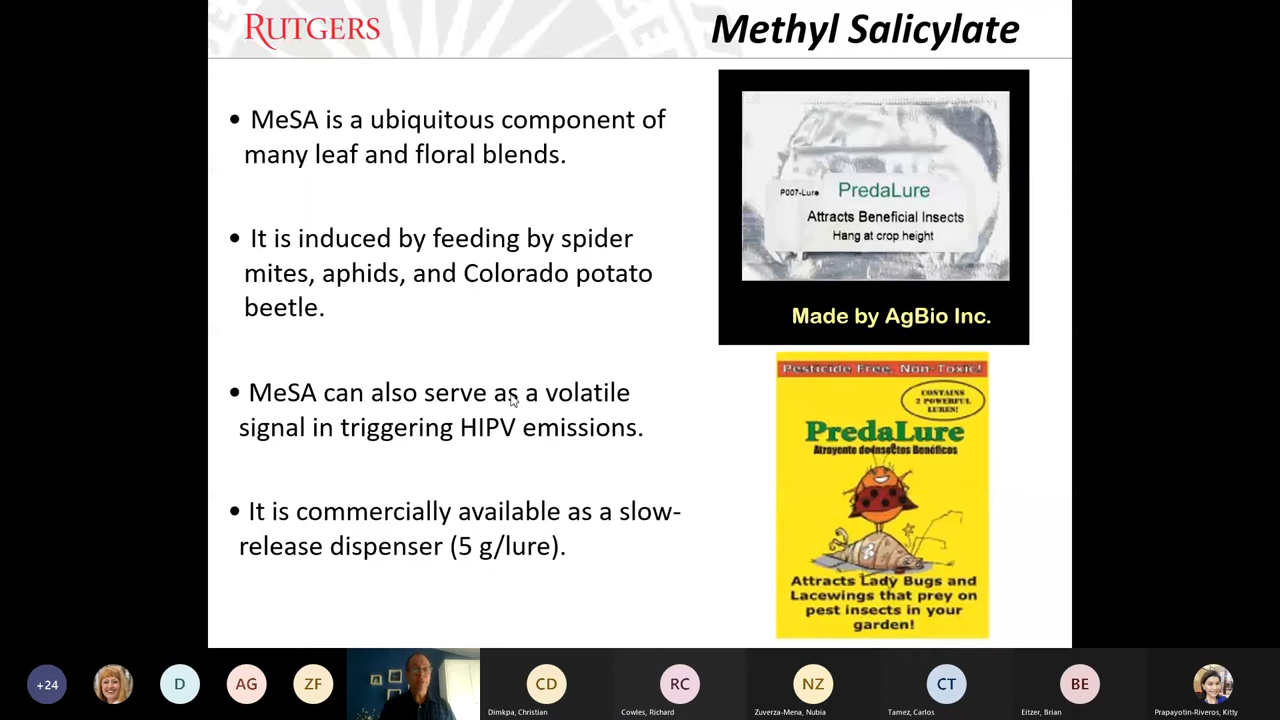 RUTGERS
Methyl Salicylate
• MeSA is a ubiquitous component of
many leaf and floral blends.
• It is induced by feeding by spider
mites, aphids, and Colorado potato
beetle.
• MeSA can also serve as a volatile
signal in triggering HIPV emissions.
• It is commercially available as a slow-
release dispenser (5 g/lure).
P007-Lure PredaLure
Attracts Beneficial Insects
Hang at crop height
Made by AgBio Inc.
Pesticide Free, Non-Toxic!
CONTAINS
2 POWERFUL
LURES!
PredaLure
Atrayente de Insectos Benéficos
Attracts Lady Bugs and
Lacewings that prey on
pest insects in your
garden!
+24
D
AG
ZF
CD
Dimkpa, Christian
RC
Cowles, Richard
NZ
Zuverza-Mena, Nubia
CT
Tamez, Carlos
BE
Eitzer, Brian
Prapayotin-Riveros, Kitty